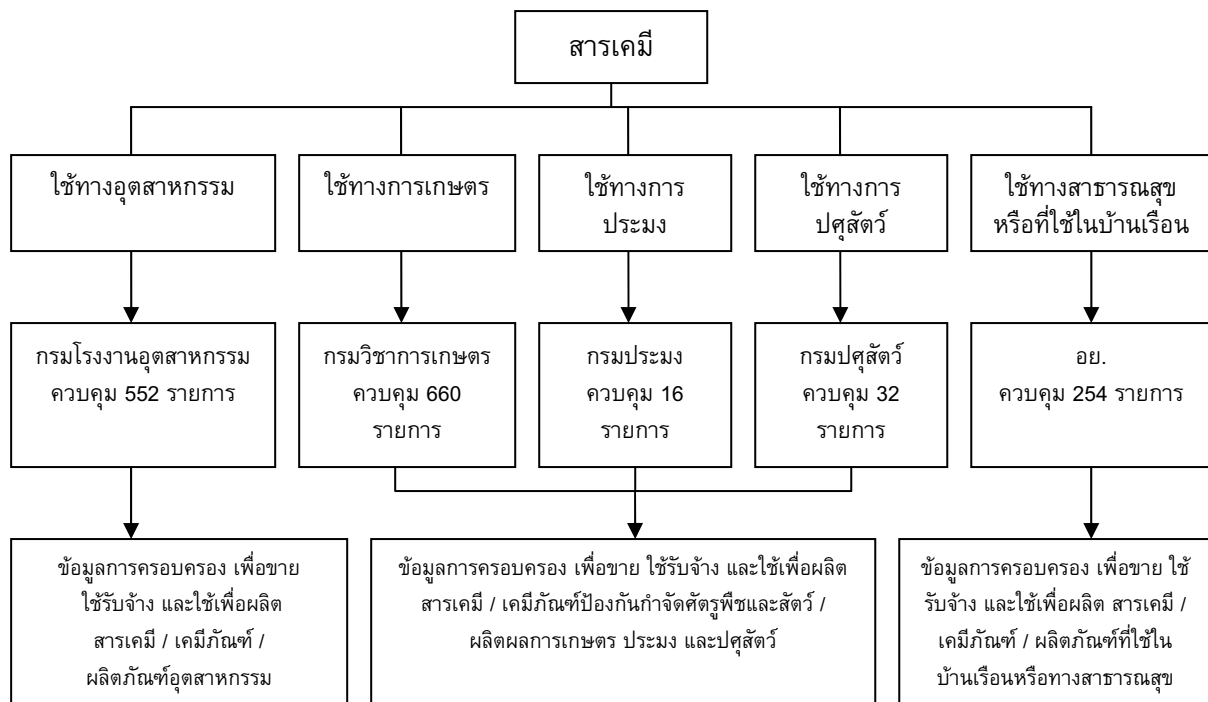 สารเคมี
ใช้ทางอุตสาหกรรม
ใช้ทางการเกษตร
ใช้ทางการ
ประมง
ใช้ทางการ
ปศุสัตว์
ใช้ทางสาธารณสุข
หรือที่ใช้ในบ้านเรือน
กรมโรงงานอุตสาหกรรม
ควบคุม 552 รายการ
กรมวิชาการเกษตร
ควบคุม 660
รายการ
กรมประมง
ควบคุม 16
รายการ
กรมปศุสัตว์
ควบคุม 32
รายการ
อย.
ควบคุม 254 รายการ
ข้อมูลการครอบครอง เพื่อขาย
ใช้รับจ้าง และใช้เพื่อผลิต
สารเคมี / เคมีภัณฑ์ /
ผลิตภัณฑ์อุตสาหกรรม
ข้อมูลการครอบครอง เพื่อขาย ใช้รับจ้าง และใช้เพื่อผลิต
สารเคมี / เคมีภัณฑ์ป้องกันกำจัดศัตรูพืชและสัตว์ /
ผลิตผลการเกษตร ประมง และปศุสัตว์
ข้อมูลการครอบครอง เพื่อขาย ใช้
รับจ้าง และใช้เพื่อผลิต สารเคมี /
เคมีภัณฑ์ / ผลิตภัณฑ์ที่ใช้ใน
บ้านเรือนหรือทางสาธารณสุข